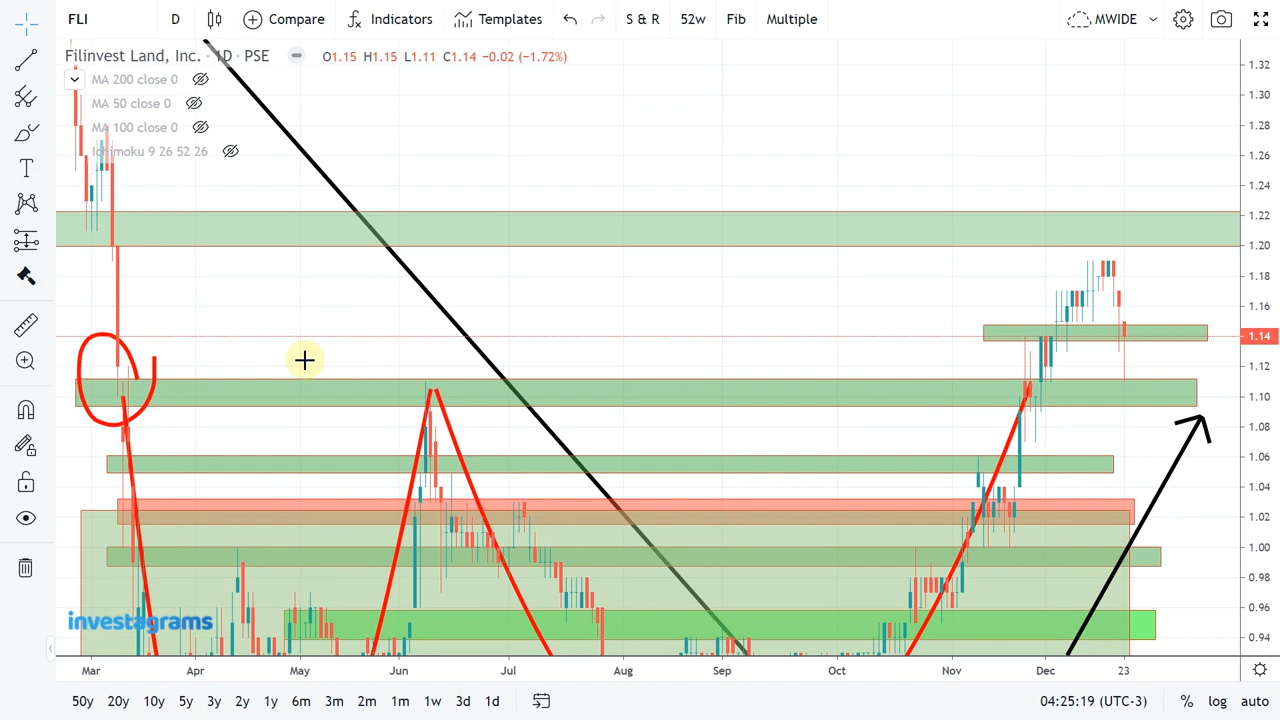 FLI D Compare Indicators Templates S & R 52w Fib Multiple MWIDE
Filinvest Land, Inc. · 1D · PSE O1.15 H1.15 L1.11 C1.14 −0.02 (−1.72%)
MA 200 close 0
MA 50 close 0
MA 100 close 0
Ichimoku 9 26 52 26
1.32
1.30
1.28
1.26
1.24
1.22
1.20
1.18
1.16
1.14
1.12
1.10
1.08
1.06
1.04
1.02
1.00
0.98
0.96
0.94
investagrams
Mar Apr May Jun Jul Aug Sep Oct Nov Dec 23
50y 20y 10y 5y 3y 2y 1y 6m 3m 2m 1m 1w 3d 1d 04:25:19 (UTC-3) % log auto